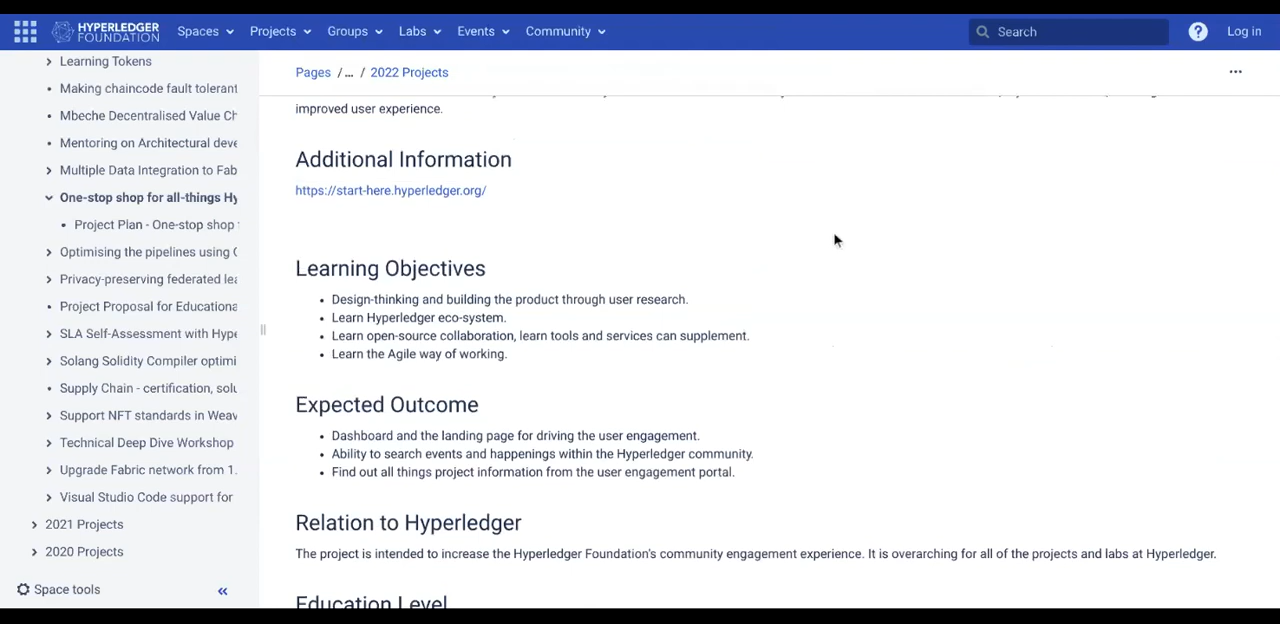 HYPERLEDGER
FOUNDATION
Spaces
Projects
Groups
Labs
Events
Community
Search
?
Log in
Learning Tokens
Making chaincode fault tolerant
Mbeche Decentralised Value Ch
Mentoring on Architectural deve
Multiple Data Integration to Fab
One-stop shop for all-things Hy
Project Plan - One-stop shop
Optimising the pipelines using
Privacy-preserving federated lea
Project Proposal for Educationa
SLA Self-Assessment with Hype
Solang Solidity Compiler optimi
Supply Chain - certification, solu
Support NFT standards in Weav
Technical Deep Dive Workshop
Upgrade Fabric network from 1.
Visual Studio Code support for
2021 Projects
2020 Projects
Space tools
Pages /... / 2022 Projects
improved user experience.
Additional Information
https://start-here.hyperledger.org/
Learning Objectives
• Design-thinking and building the product through user research.
• Learn Hyperledger eco-system.
• Learn open-source collaboration, learn tools and services can supplement.
• Learn the Agile way of working.
Expected Outcome
• Dashboard and the landing page for driving the user engagement.
• Ability to search events and happenings within the Hyperledger community.
• Find out all things project information from the user engagement portal.
Relation to Hyperledger
The project is intended to increase the Hyperledger Foundation's community engagement experience. It is overarching for all of the projects and labs at Hyperledger.
Education Level